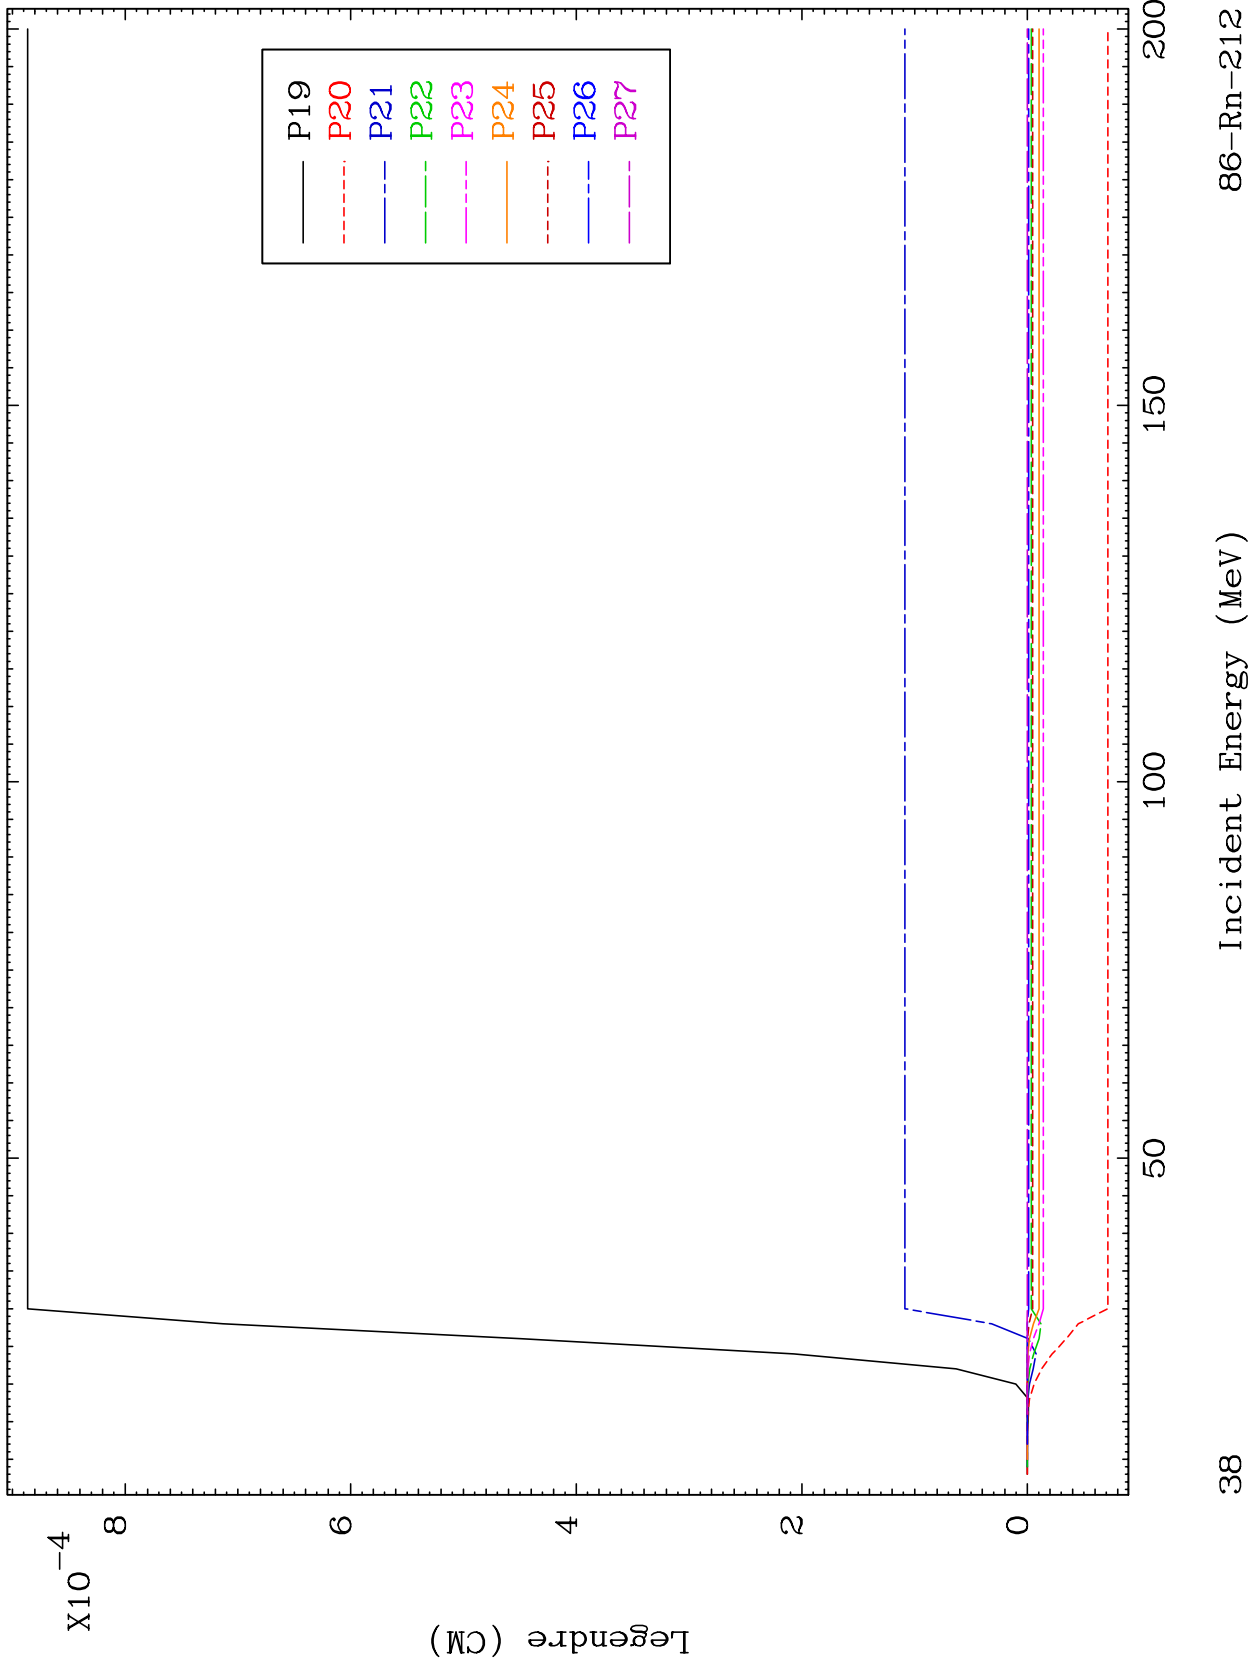 X10-4
8
6
4
2
0
Legendre (CM)
50
100
150
200
Incident Energy (MeV)
38
86-Rn-212
P19
P20
P21
P22
P23
P24
P25
P26
P27